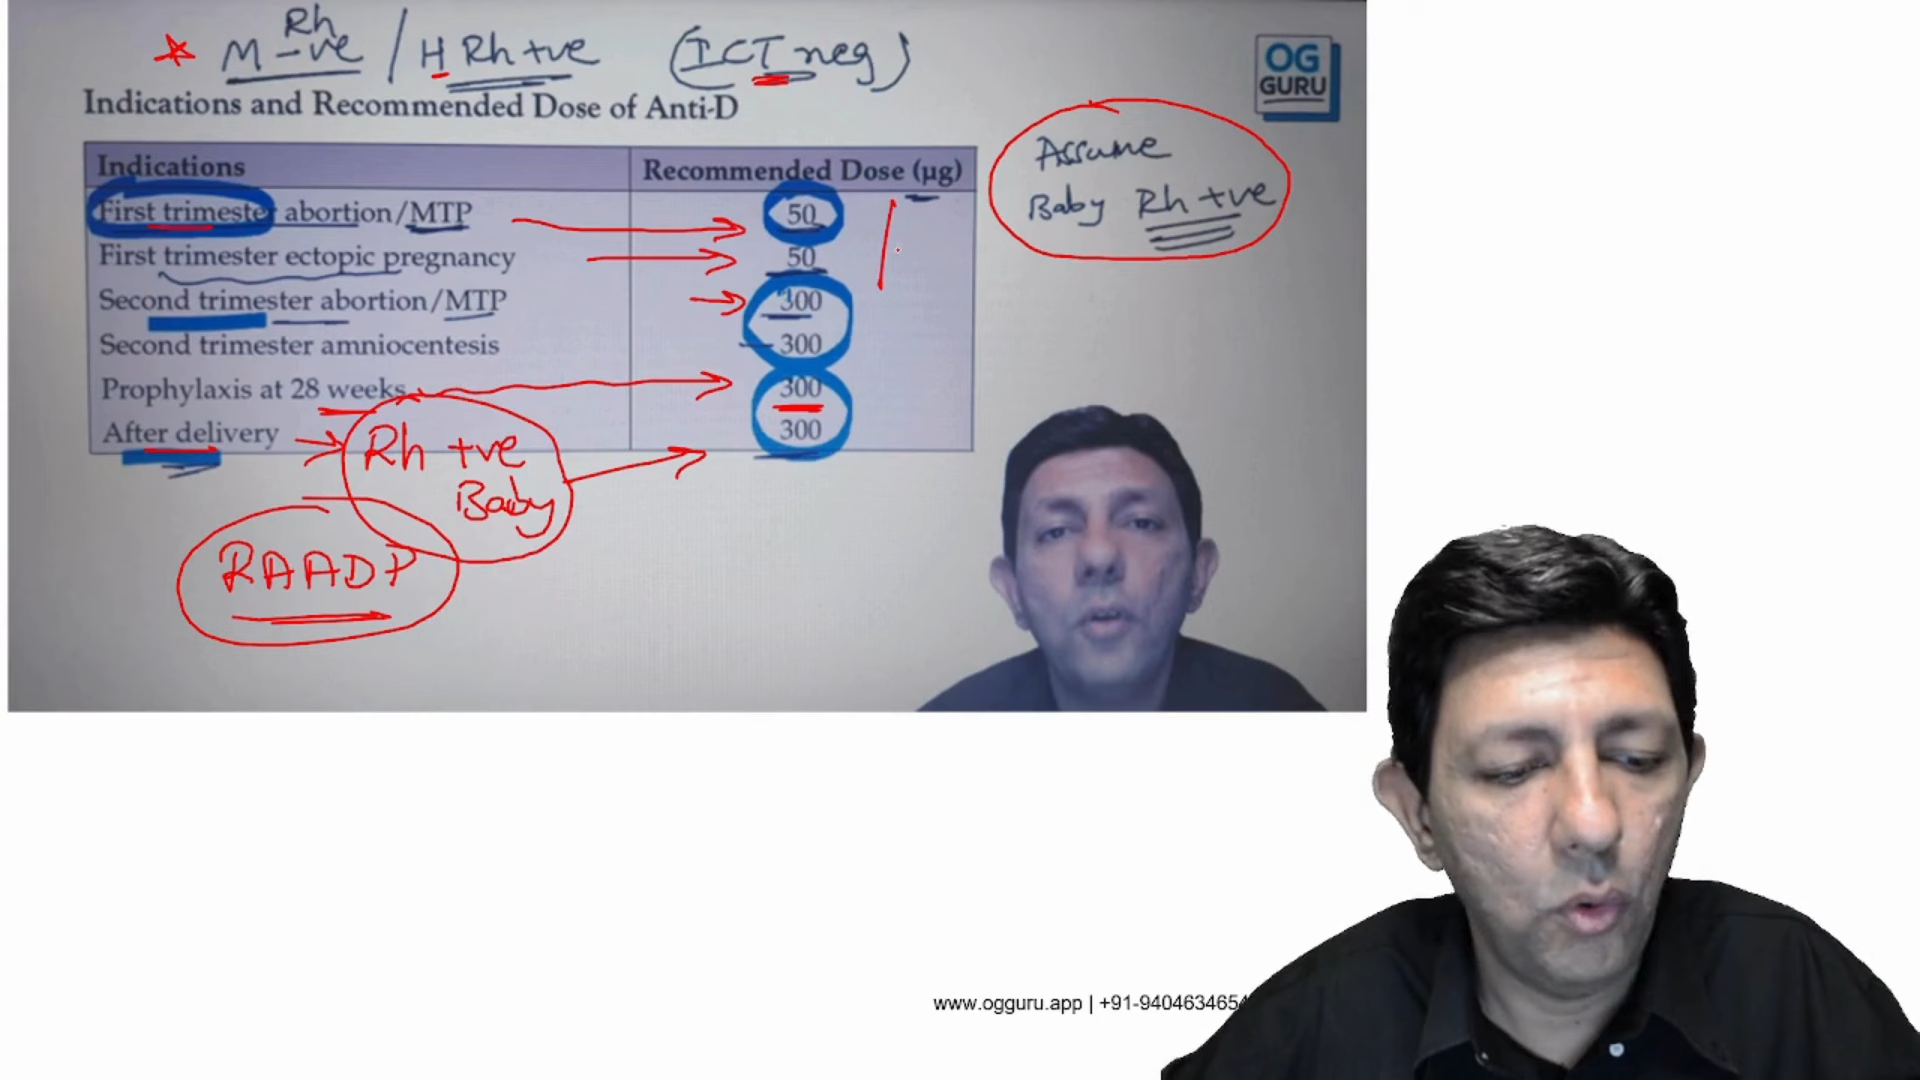 M Rh -ve / H Rh +ve (ICT neg)
OG
GURU
Indications and Recommended Dose of Anti-D
Assume
Baby Rh +ve
Indications Recommended Dose (µg)
First trimester abortion/MTP 50
First trimester ectopic pregnancy 50
Second trimester abortion/MTP 300
Second trimester amniocentesis 300
Prophylaxis at 28 weeks 300
After delivery 300
Rh +ve
Baby
RAADP
www.ogguru.app | +91-9404634654